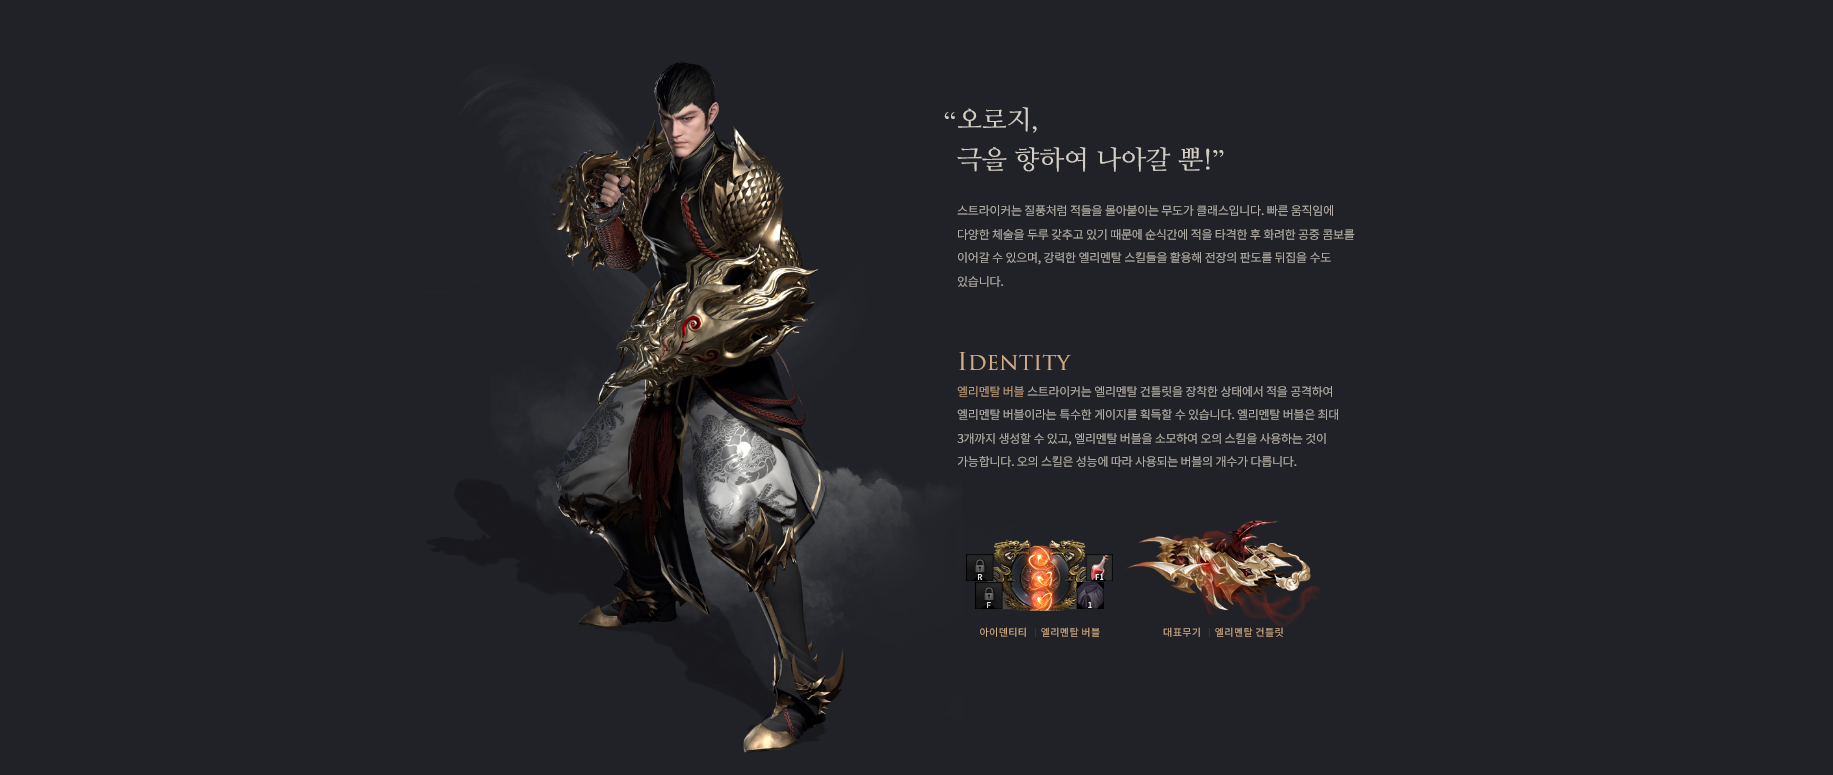 “오로지,
극을 향하여 나아갈 뿐!”
스트라이커는 질풍처럼 적들을 몰아붙이는 무도가 클래스입니다. 빠른 움직임에
다양한 체술을 두루 갖추고 있기 때문에 순식간에 적을 타격한 후 화려한 공중 콤보를
이어갈 수 있으며, 강력한 엘리멘탈 스킬들을 활용해 전장의 판도를 뒤집을 수도
있습니다.
IDENTITY
엘리멘탈 버블 스트라이커는 엘리멘탈 건틀릿을 장착한 상태에서 적을 공격하여
엘리멘탈 버블이라는 특수한 게이지를 획득할 수 있습니다. 엘리멘탈 버블은 최대
3개까지 생성할 수 있고, 엘리멘탈 버블을 소모하여 오의 스킬을 사용하는 것이
가능합니다. 오의 스킬은 성능에 따라 사용되는 버블의 개수가 다릅니다.
R F1
F 1
아이덴티티 | 엘리멘탈 버블
대표무기 | 엘리멘탈 건틀릿